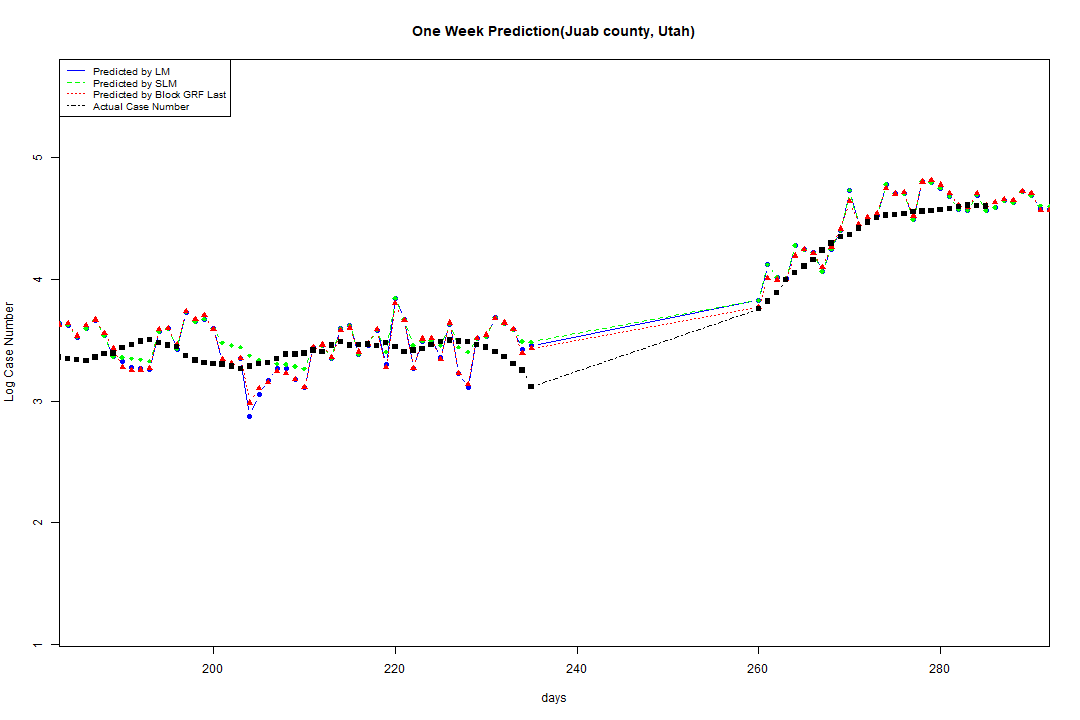 One Week Prediction(Juab county, Utah)
Predicted by LM
Predicted by SLM
Predicted by Block GRF Last
Actual Case Number
5
4
3
2
1
Log Case Number
200 220 240 260 280
days